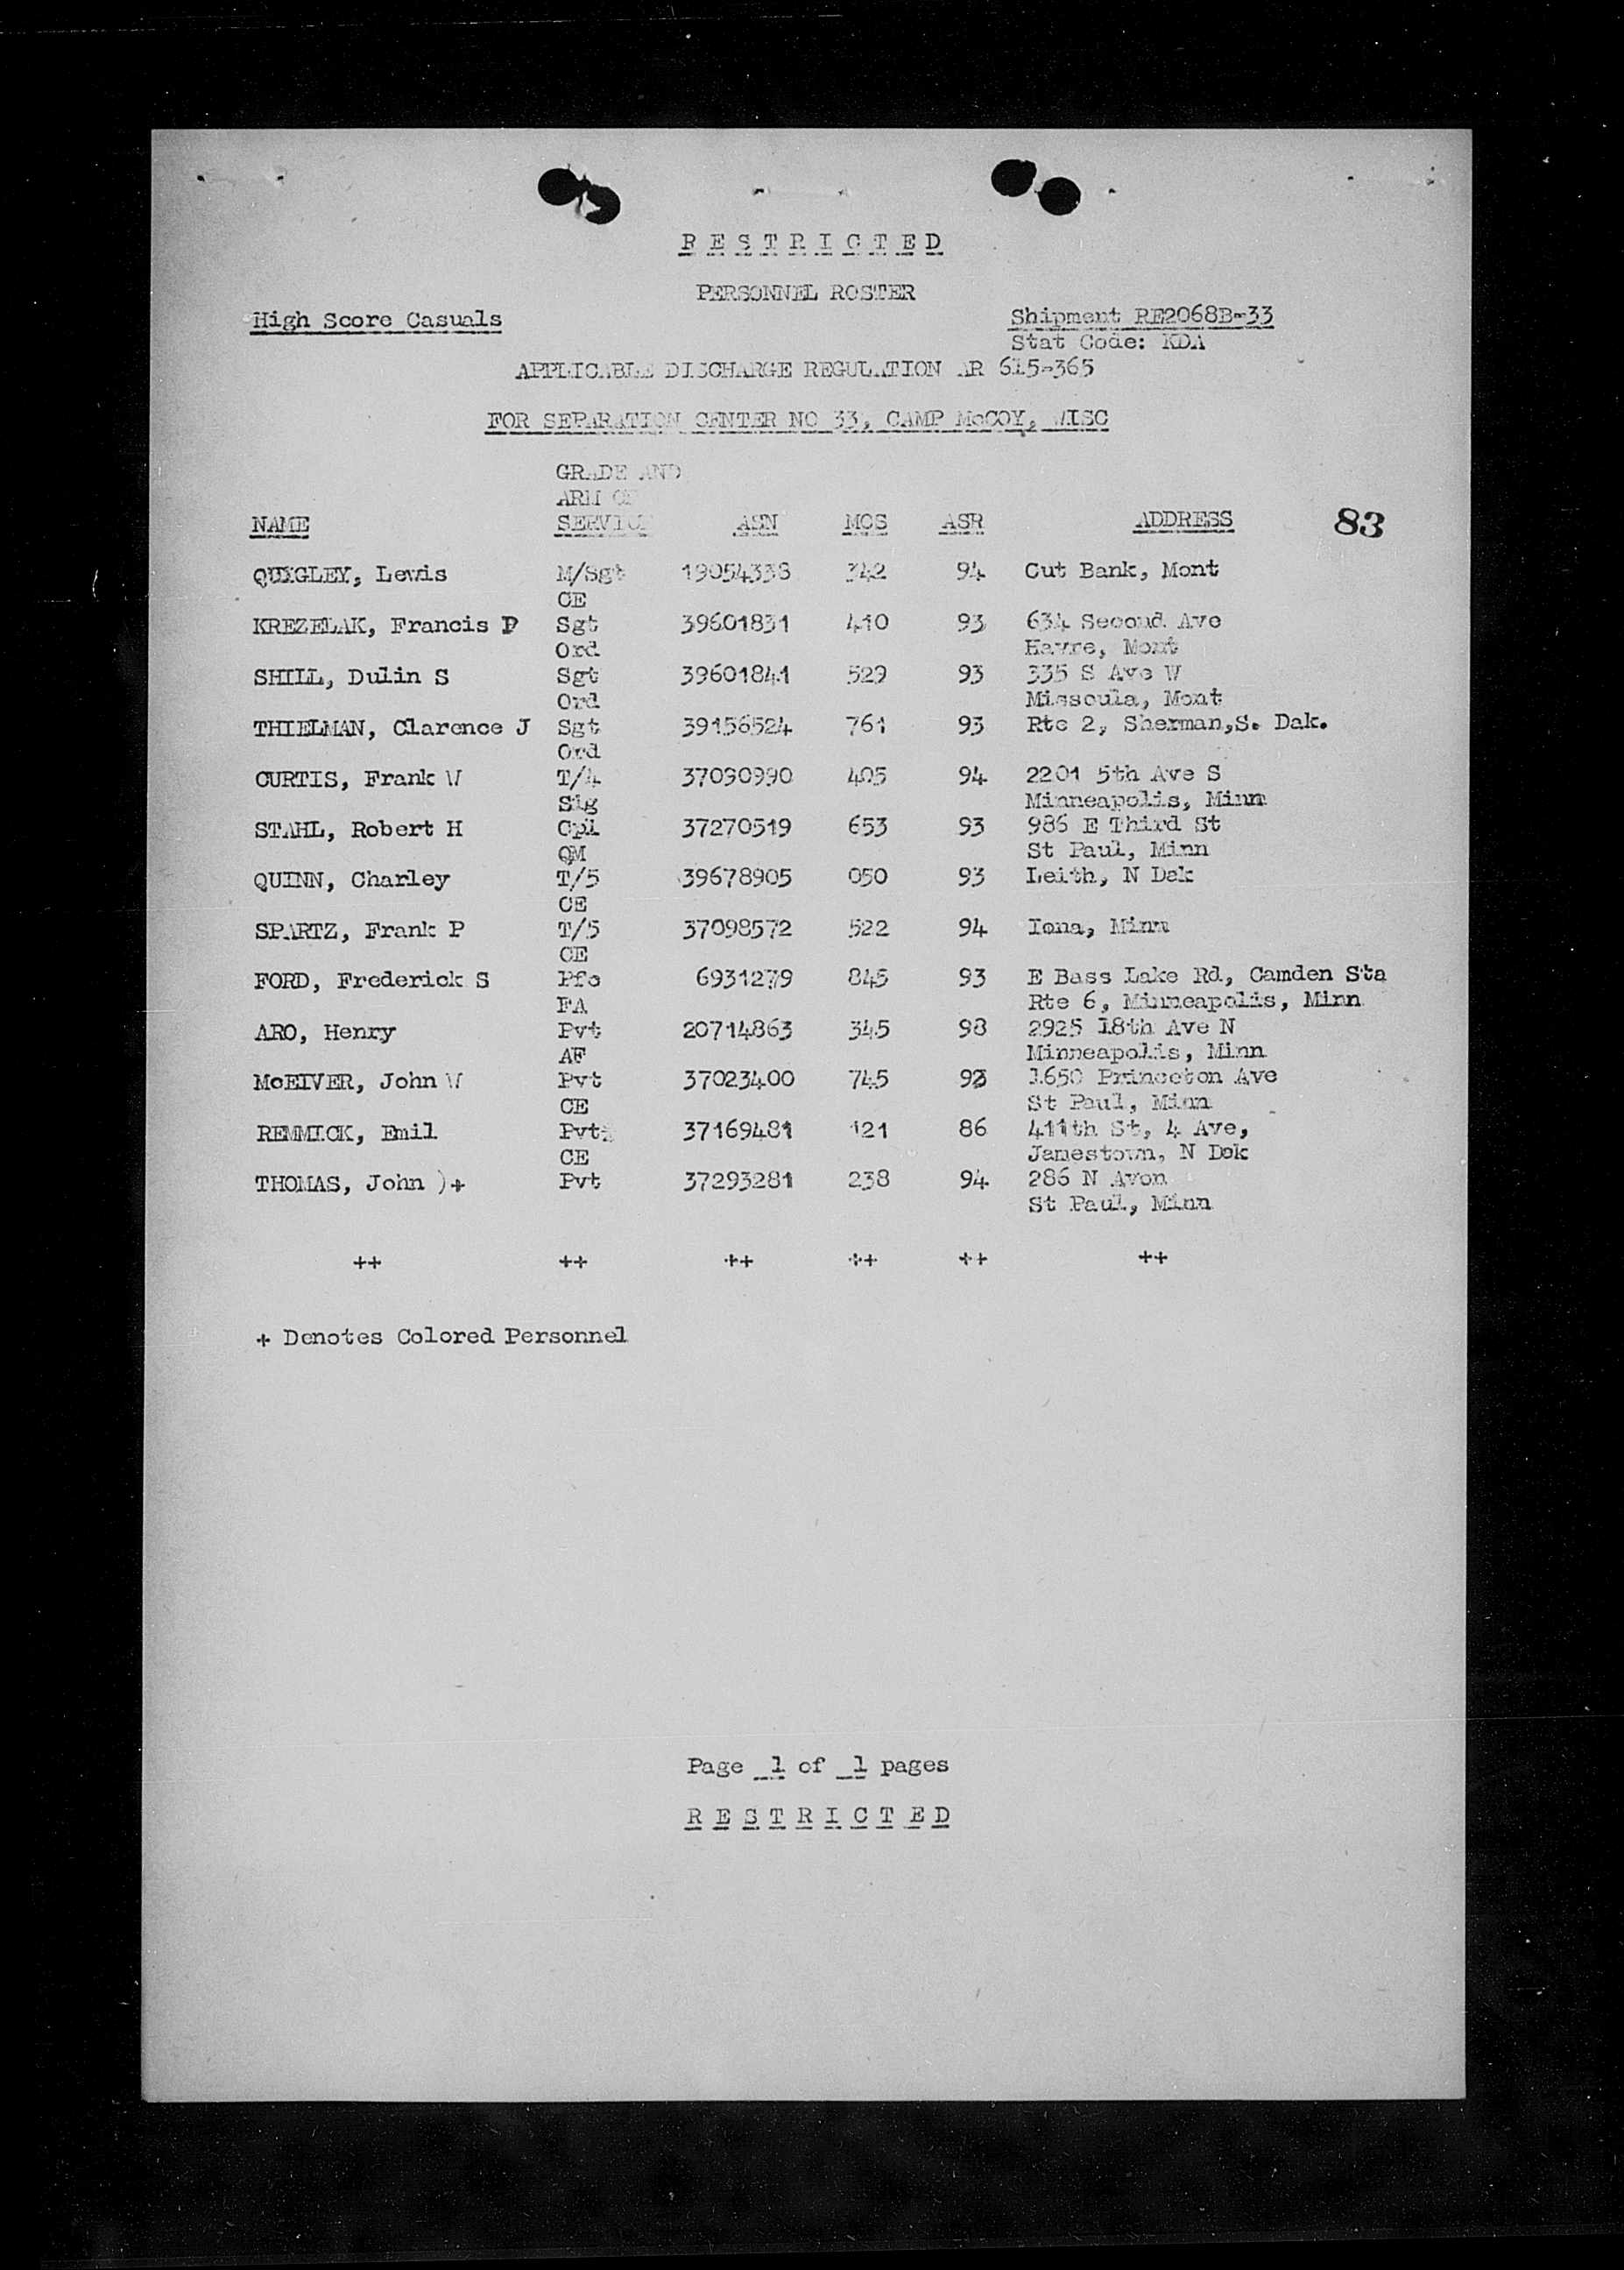 R E S T R I C T E D
PERSONNEL ROSTER
High Score Casuals
Shipment RE2068B-33
Stat Code: KDA
APPLICABLE DISCHARGE REGULATION AR 615-365
FOR SEPARATION CENTER NO 33, CAMP McCOY, WISC
GRADE AND
ARM OF
NAME SERVICE ASN MOS ASR ADDRESS 83
QUIGLEY, Lewis M/Sgt 19054338 342 94 Cut Bank, Mont
CE
KREZELAK, Francis P Sgt 39601831 410 93 634 Second Ave
Ord Havre, Mont
SHILL, Dulin S Sgt 39601841 529 93 335 S Ave W
Ord Missoula, Mont
THIELMAN, Clarence J Sgt 39156524 761 93 Rte 2, Sherman,S. Dak.
Ord
CURTIS, Frank W T/4 37090990 405 94 2201 5th Ave S
Sig Minneapolis, Minn
STAHL, Robert H Cpl 37270519 653 93 986 E Third St
QM St Paul, Minn
QUINN, Charley T/5 39678905 050 93 Leith, N Dak
CE
SPARTZ, Frank P T/5 37098572 522 94 Iona, Minn
CE
FORD, Frederick S Pfc 6931279 845 93 E Bass Lake Rd, Camden Sta
FA Rte 6, Minneapolis, Minn
ARO, Henry Pvt 20714863 345 98 2925 18th Ave N
AF Minneapolis, Minn
McEIVER, John W Pvt 37023400 745 93 1650 Princeton Ave
CE St Paul, Minn
REMMICK, Emil Pvt 37169481 121 86 411th St, 4 Ave,
CE Jamestown, N Dak
THOMAS, John )+ Pvt 37293281 238 94 286 N Avon
St Paul, Minn
++ ++ ++ ++ ++ ++
+ Denotes Colored Personnel
Page 1 of 1 pages
R E S T R I C T E D